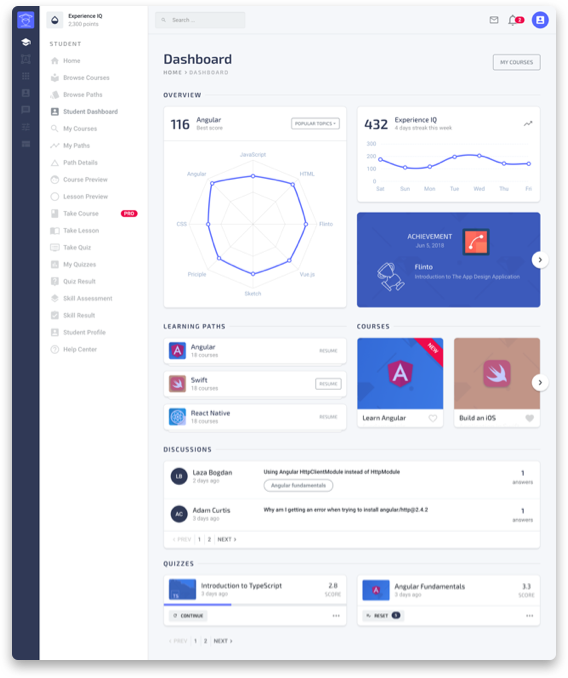 Experience IQ
2,300 points
Search ...
2
STUDENT
Home
Browse Courses
Browse Paths
Student Dashboard
My Courses
My Paths
Path Details
Course Preview
Lesson Preview
Take Course
PRO
Take Lesson
Take Quiz
My Quizzes
Quiz Result
Skill Assessment
Skill Result
Student Profile
Help Center
Dashboard
HOME > DASHBOARD
MY COURSES
OVERVIEW
116
Angular
Best score
POPULAR TOPICS
JavaScript
HTML
Flinto
Vue.js
Sketch
Priciple
CSS
Angular
432
Experience IQ
4 days streak this week
300
200
100
0
Sat Sun Mon Tue Wed Thu Fri
ACHIEVEMENT
Jun 5, 2018
Flinto
Introduction to The App Design Application
LEARNING PATHS
Angular
18 courses
RESUME
Swift
18 courses
RESUME
React Native
18 courses
RESUME
COURSES
NEW
Learn Angular
Build an iOS
DISCUSSIONS
LB
Laza Bogdan
2 days ago
Using Angular HttpClientModule instead of HttpModule
Angular fundamentals
1
answers
AC
Adam Curtis
3 days ago
Why am I getting an error when trying to install angular/http@2.4.2
1
answers
‹ PREV 1 2 NEXT ›
QUIZZES
TS
Introduction to TypeScript
3 days ago
2.8
SCORE
CONTINUE
Angular Fundamentals
3 days ago
3.3
SCORE
RESET
‹ PREV 1 2 NEXT ›